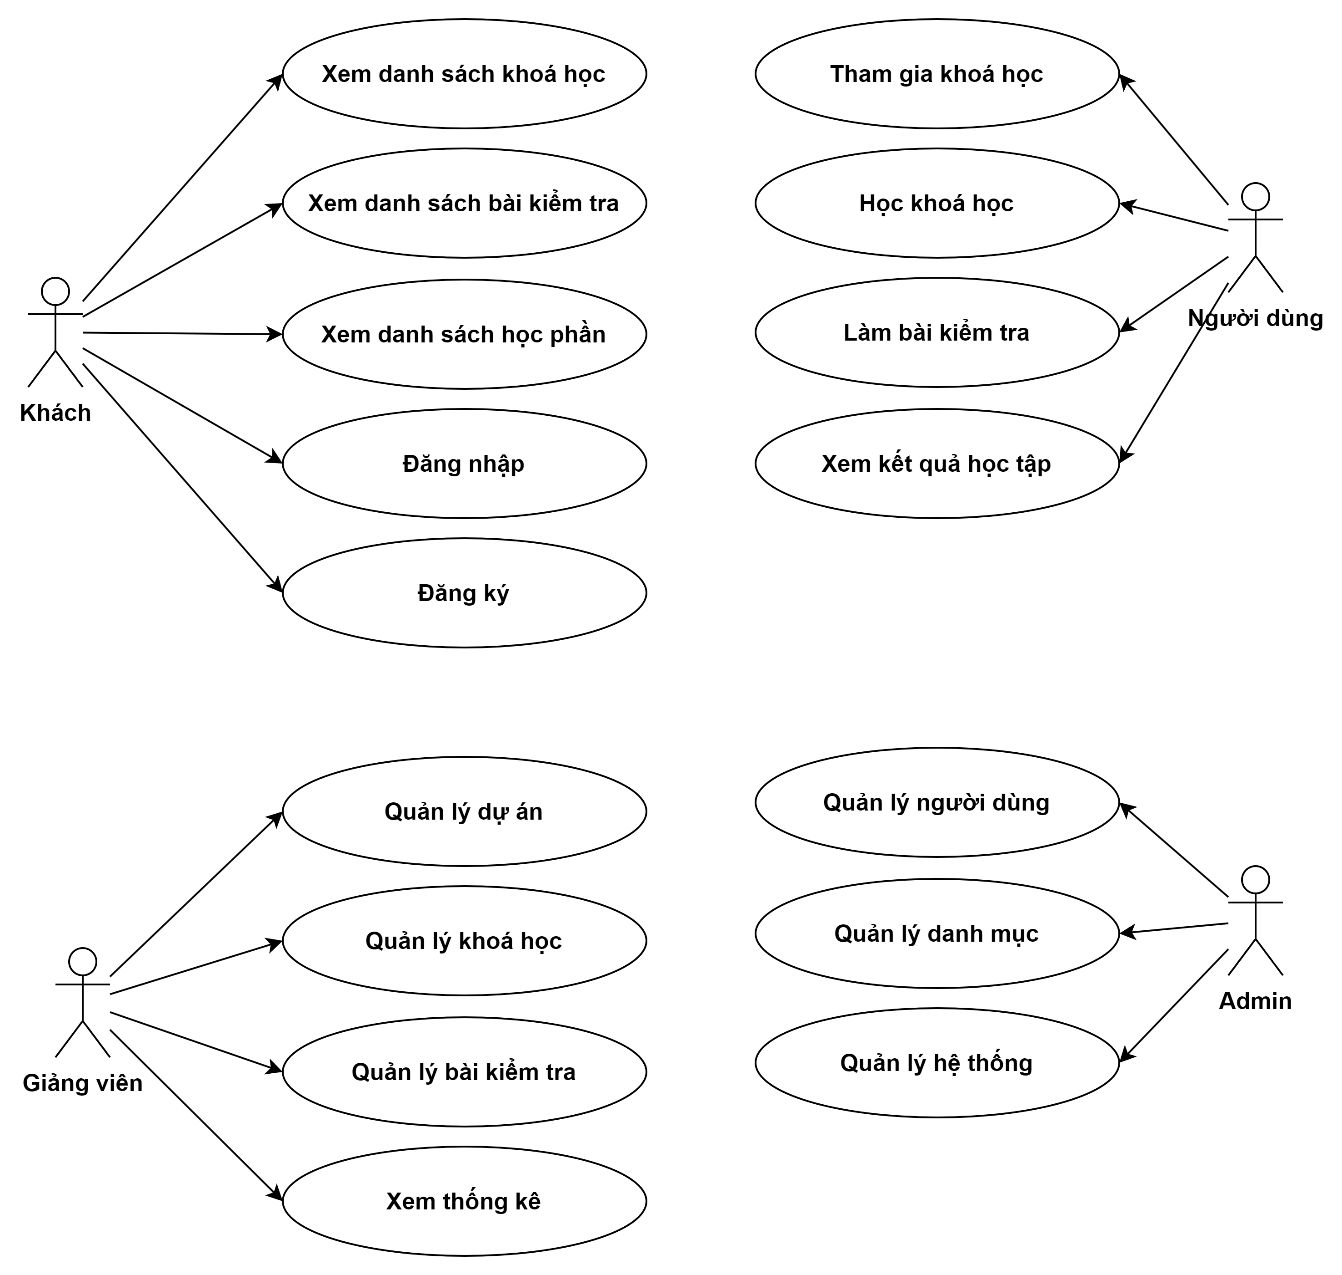 Xem danh sách khoá học
Xem danh sách bài kiểm tra
Xem danh sách học phần
Đăng nhập
Đăng ký
Khách
Tham gia khoá học
Học khoá học
Làm bài kiểm tra
Xem kết quả học tập
Người dùng
Quản lý dự án
Quản lý khoá học
Quản lý bài kiểm tra
Xem thống kê
Giảng viên
Quản lý người dùng
Quản lý danh mục
Quản lý hệ thống
Admin